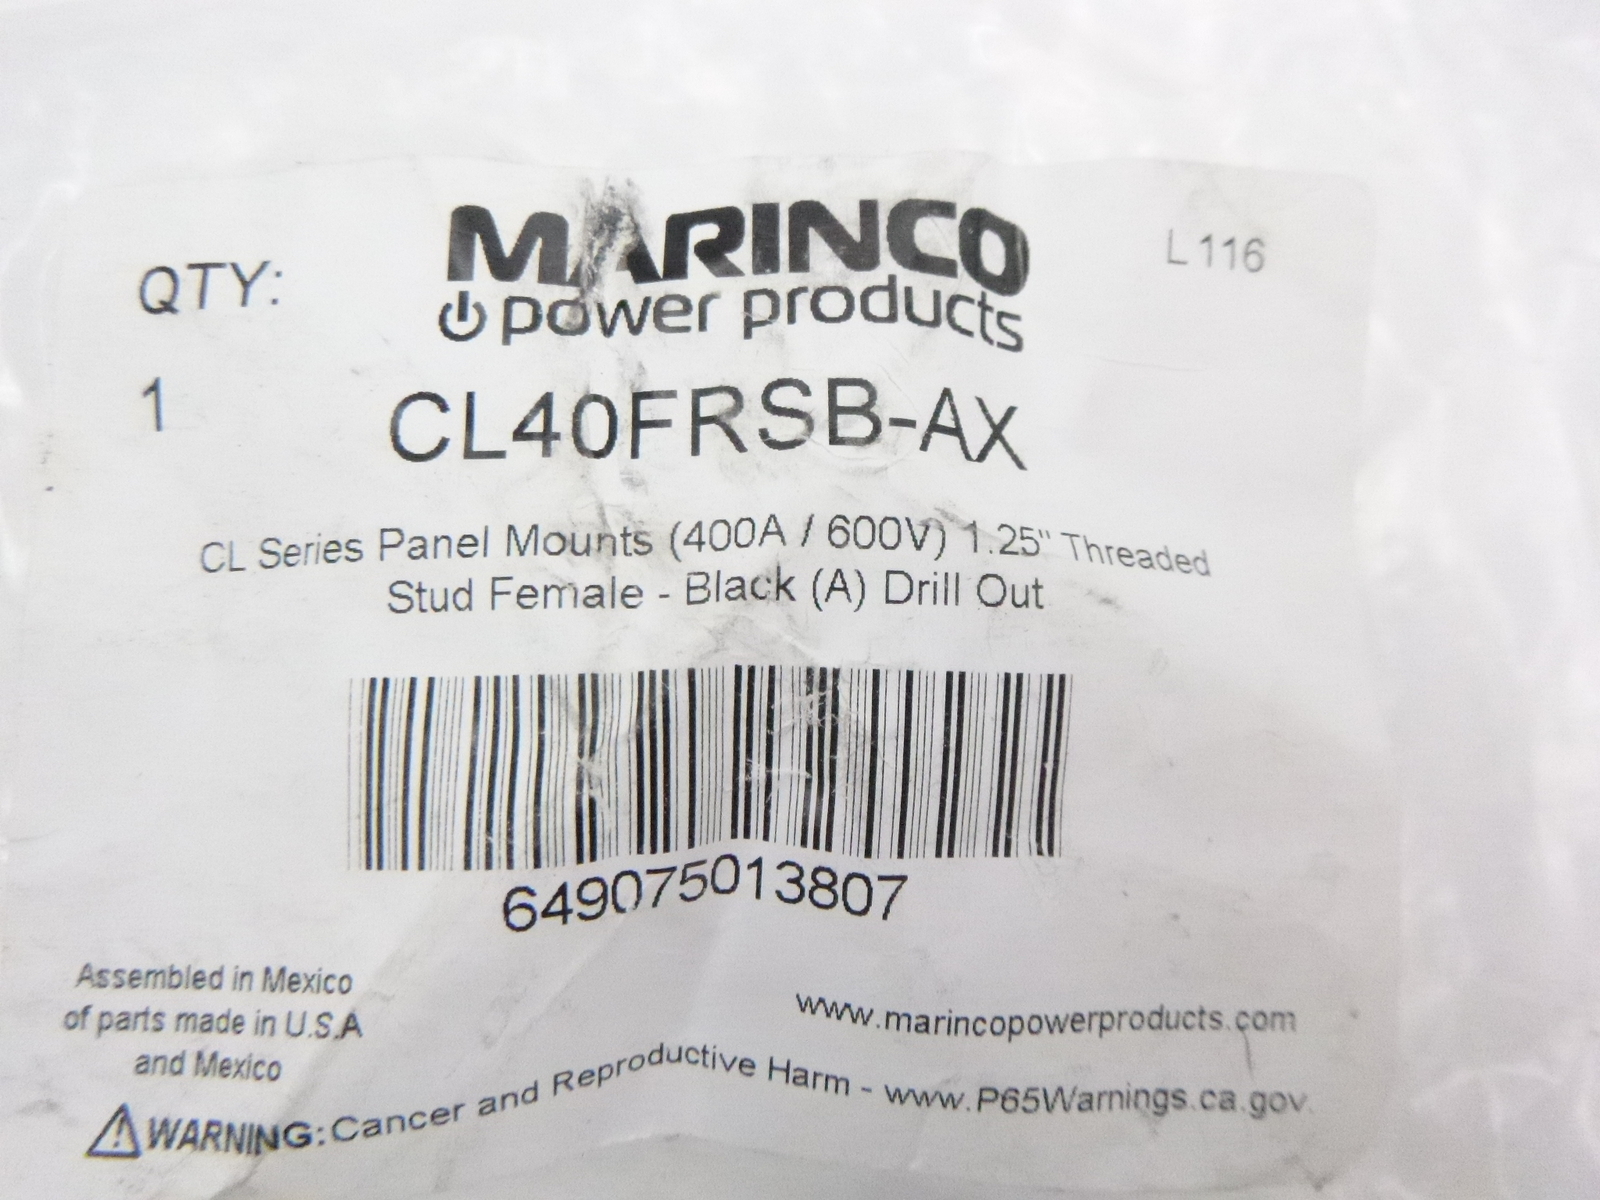 QTY:
MARINCO
power products
L 116
1
CL40FRSB-AX
CL Series Panel Mounts (400A / 600V) 1.25" Threaded
Stud Female - Black (A) Drill Out
649075013807
Assembled in Mexico
of parts made in U.S.A
and Mexico
www.marincopowerproducts.com
WARNING: Cancer and Reproductive Harm - www.P65Warnings.ca.gov.